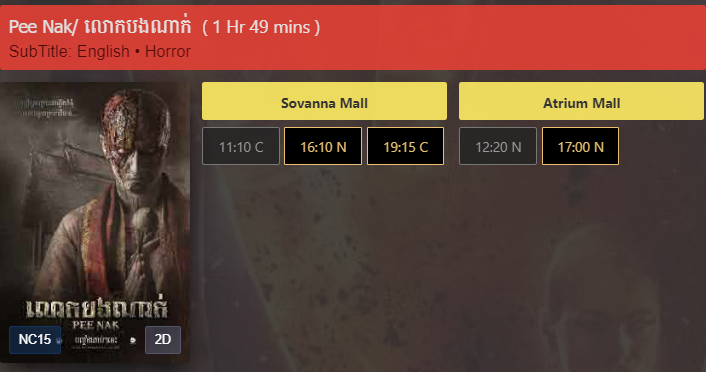 Pee Nak/ លោកបងណាក់ ( 1 Hr 49 mins )
SubTitle: English • Horror
Sovanna Mall
11:10 C
16:10 N
19:15 C
Atrium Mall
12:20 N
17:00 N
លោកបងណាក់
PEE NAK
NC15
2D